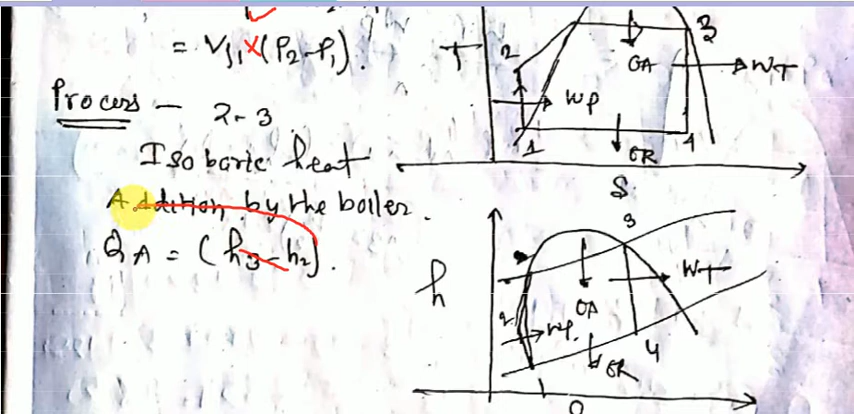 = Vf1 × (P2-P1).
Process - 2-3
Isobaric heat
Addition by the boiler.
QA = (h3-h2).
T
2
3
QA
WT
WP
1
QR
4
S
h
3
WT
QA
2
WP.
4
QR
1